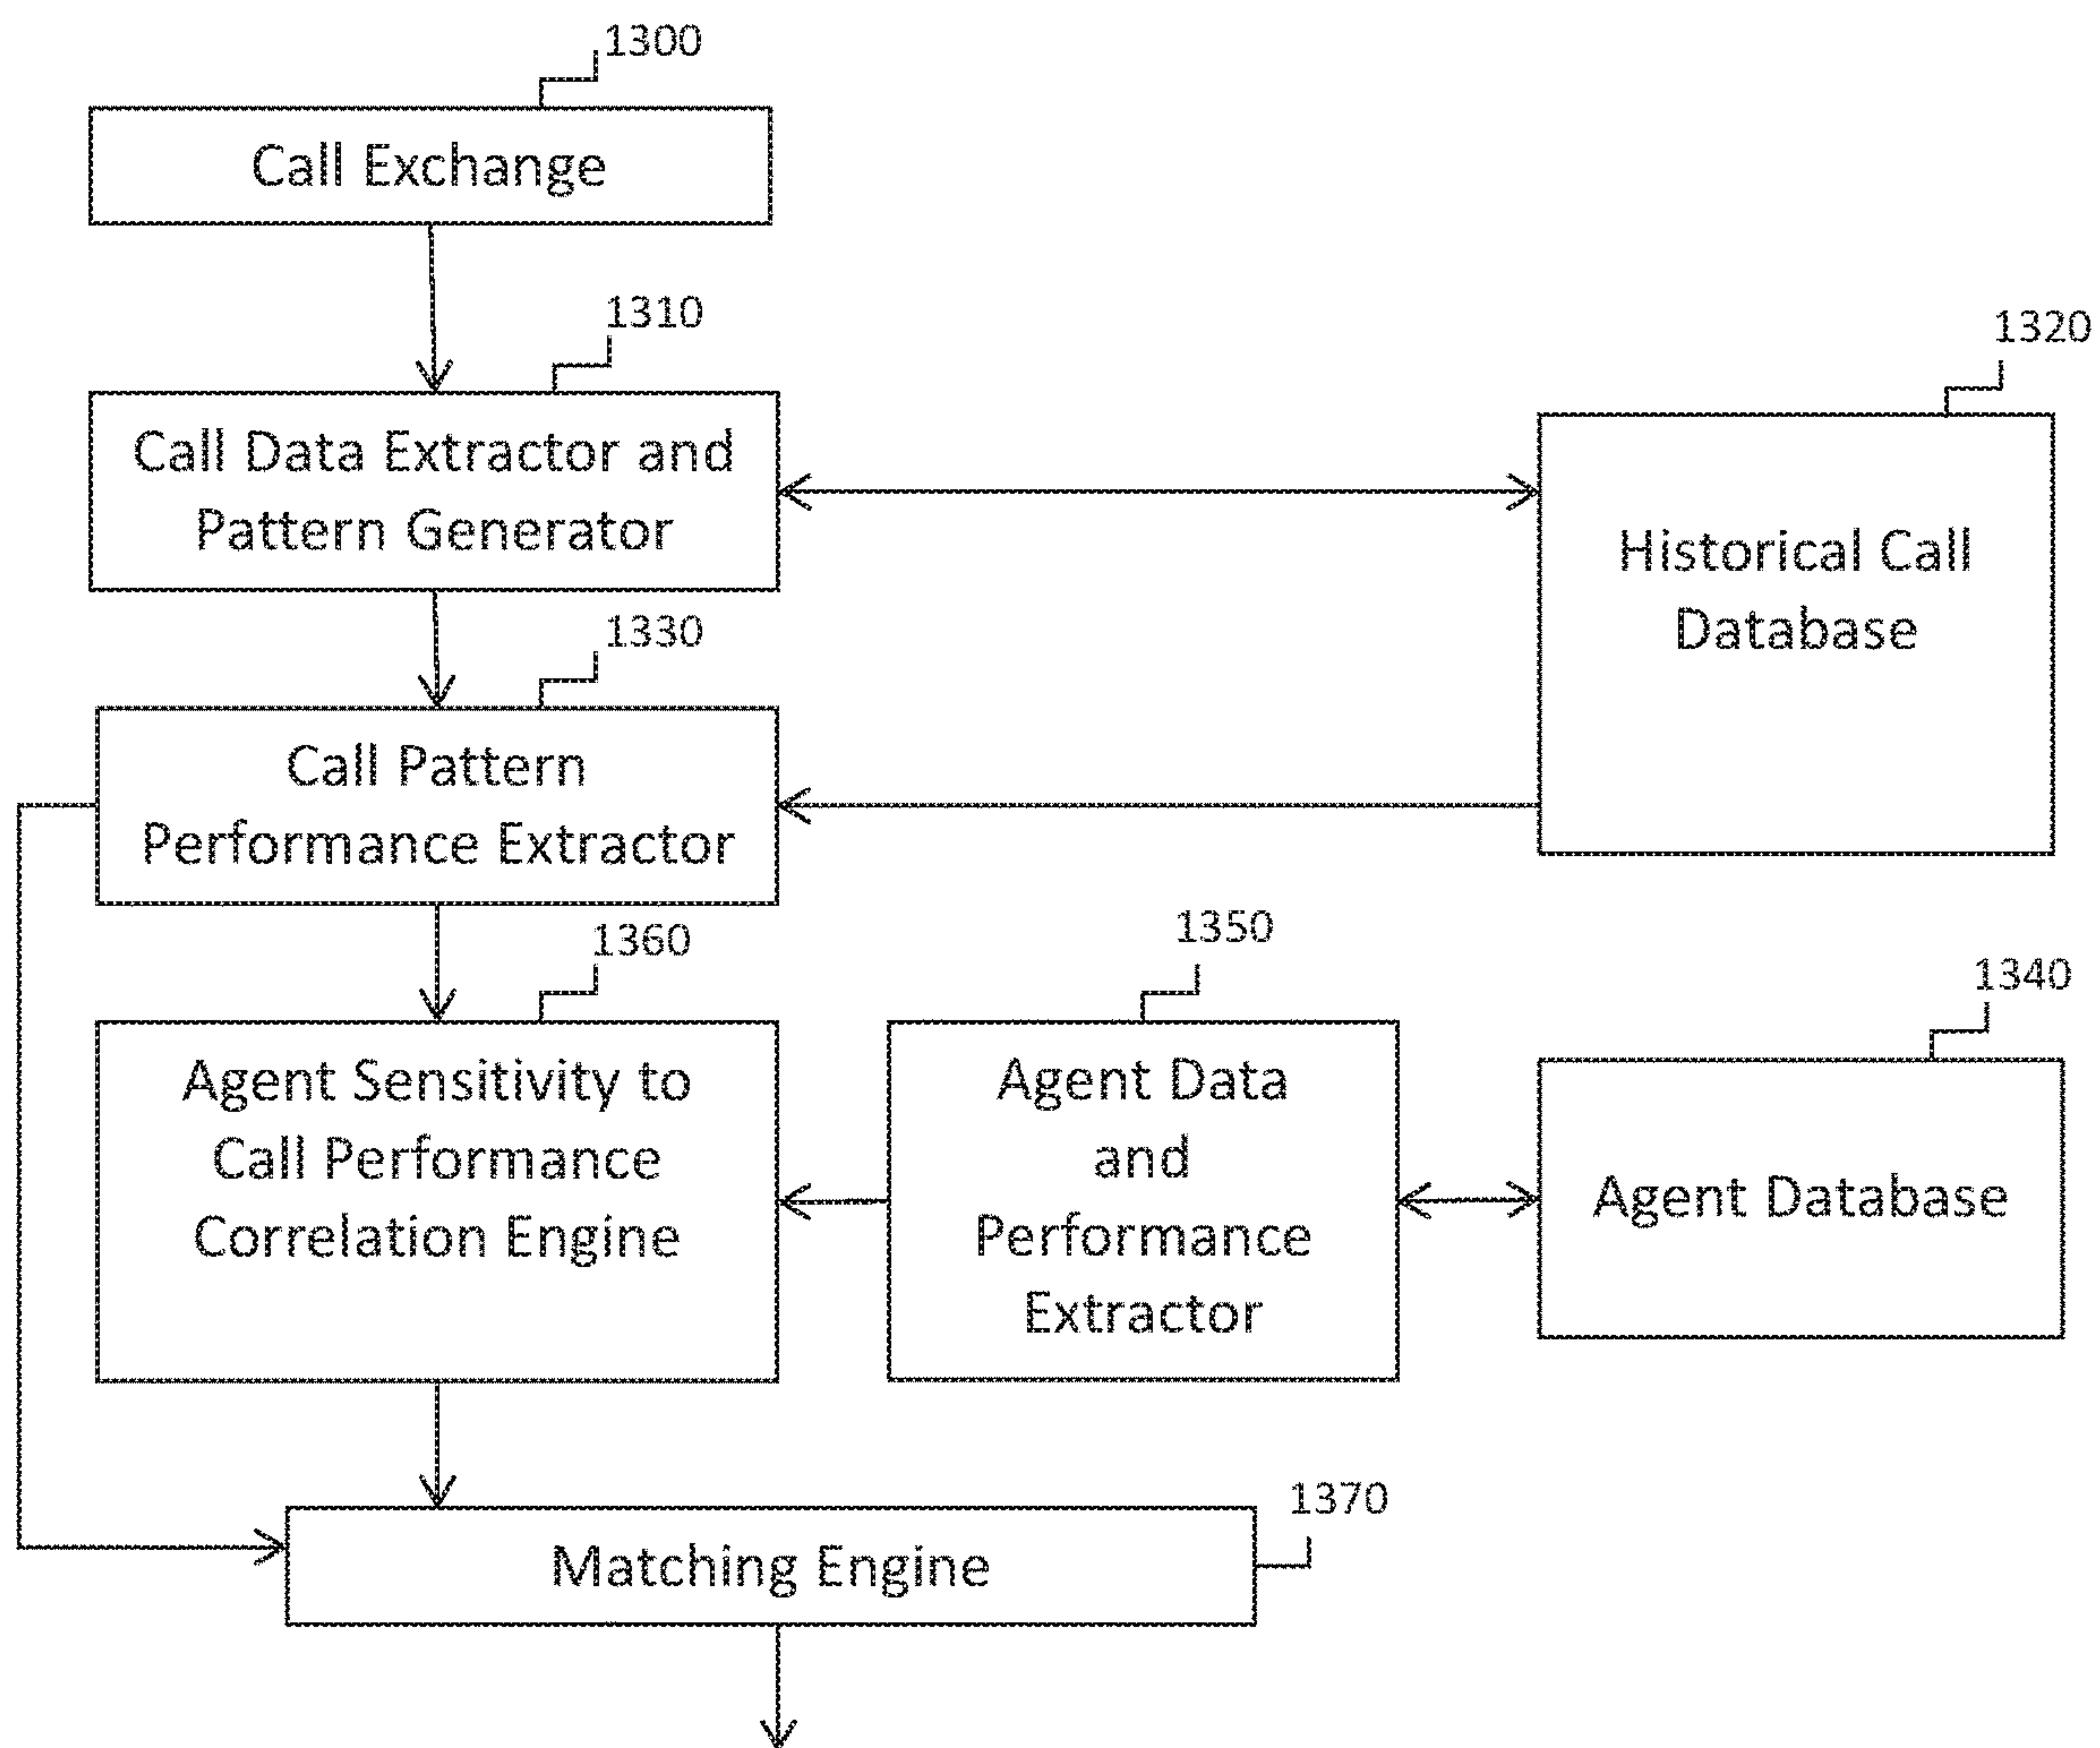 1300
Call Exchange
1310
Call Data Extractor and
Pattern Generator
1320
Historical Call
Database
1330
Call Pattern
Performance Extractor
1360
Agent Sensitivity to
Call Performance
Correlation Engine
1350
Agent Data
and
Performance
Extractor
1340
Agent Database
1370
Matching Engine